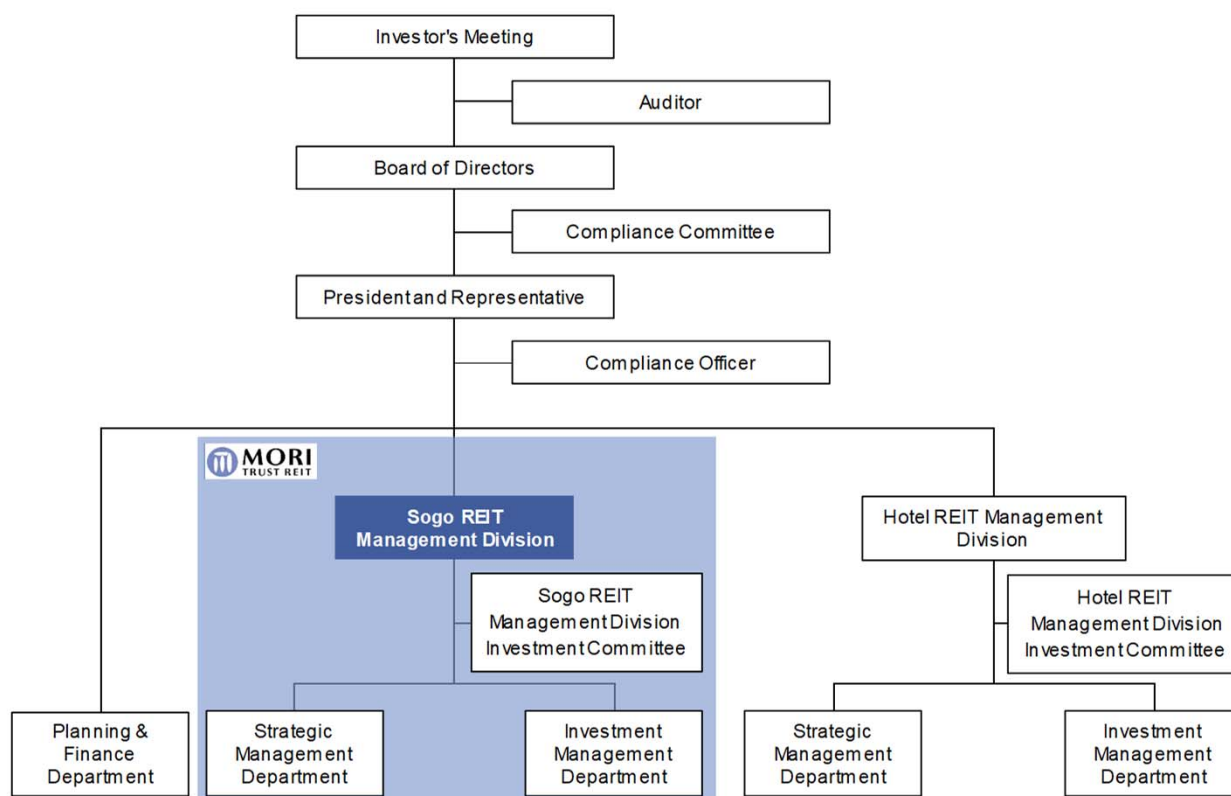 Investor's Meeting
Auditor
Board of Directors
Compliance Committee
President and Representative
Compliance Officer
MORI
TRUST REIT
Sogo REIT
Management Division
Hotel REIT Management
Division
Sogo REIT
Management Division
Investment Committee
Hotel REIT
Management Division
Investment Committee
Planning &
Finance
Department
Strategic
Management
Department
Investment
Management
Department
Strategic
Management
Department
Investment
Management
Department